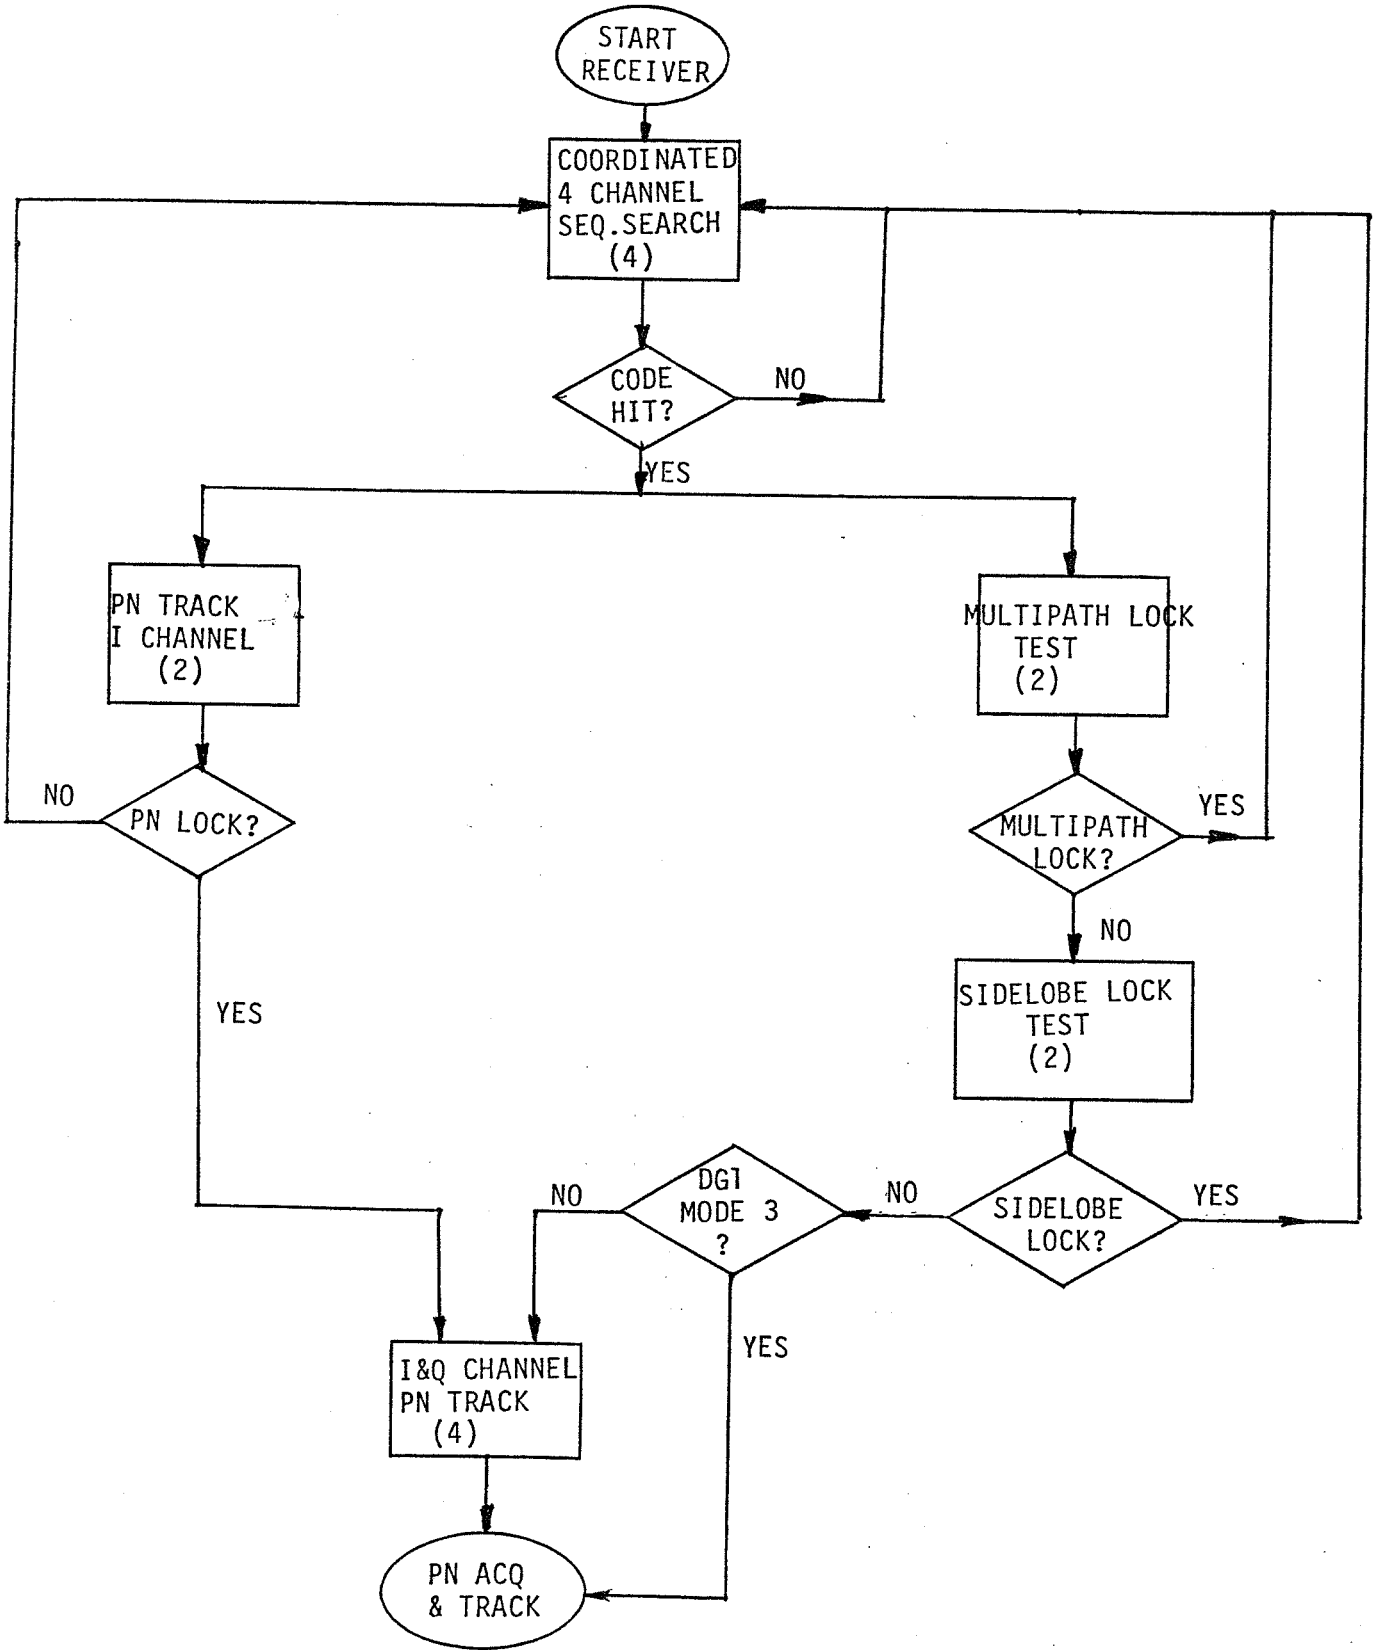 START
RECEIVER
COORDINATED
4 CHANNEL
SEQ.SEARCH
(4)
CODE
HIT?
NO
YES
PN TRACK
I CHANNEL
(2)
MULTIPATH LOCK
TEST
(2)
NO
PN LOCK?
YES
MULTIPATH
LOCK?
YES
NO
SIDELOBE LOCK
TEST
(2)
SIDELOBE
LOCK?
YES
NO
DG1
MODE 3
?
NO
YES
I&Q CHANNEL
PN TRACK
(4)
PN ACQ
& TRACK